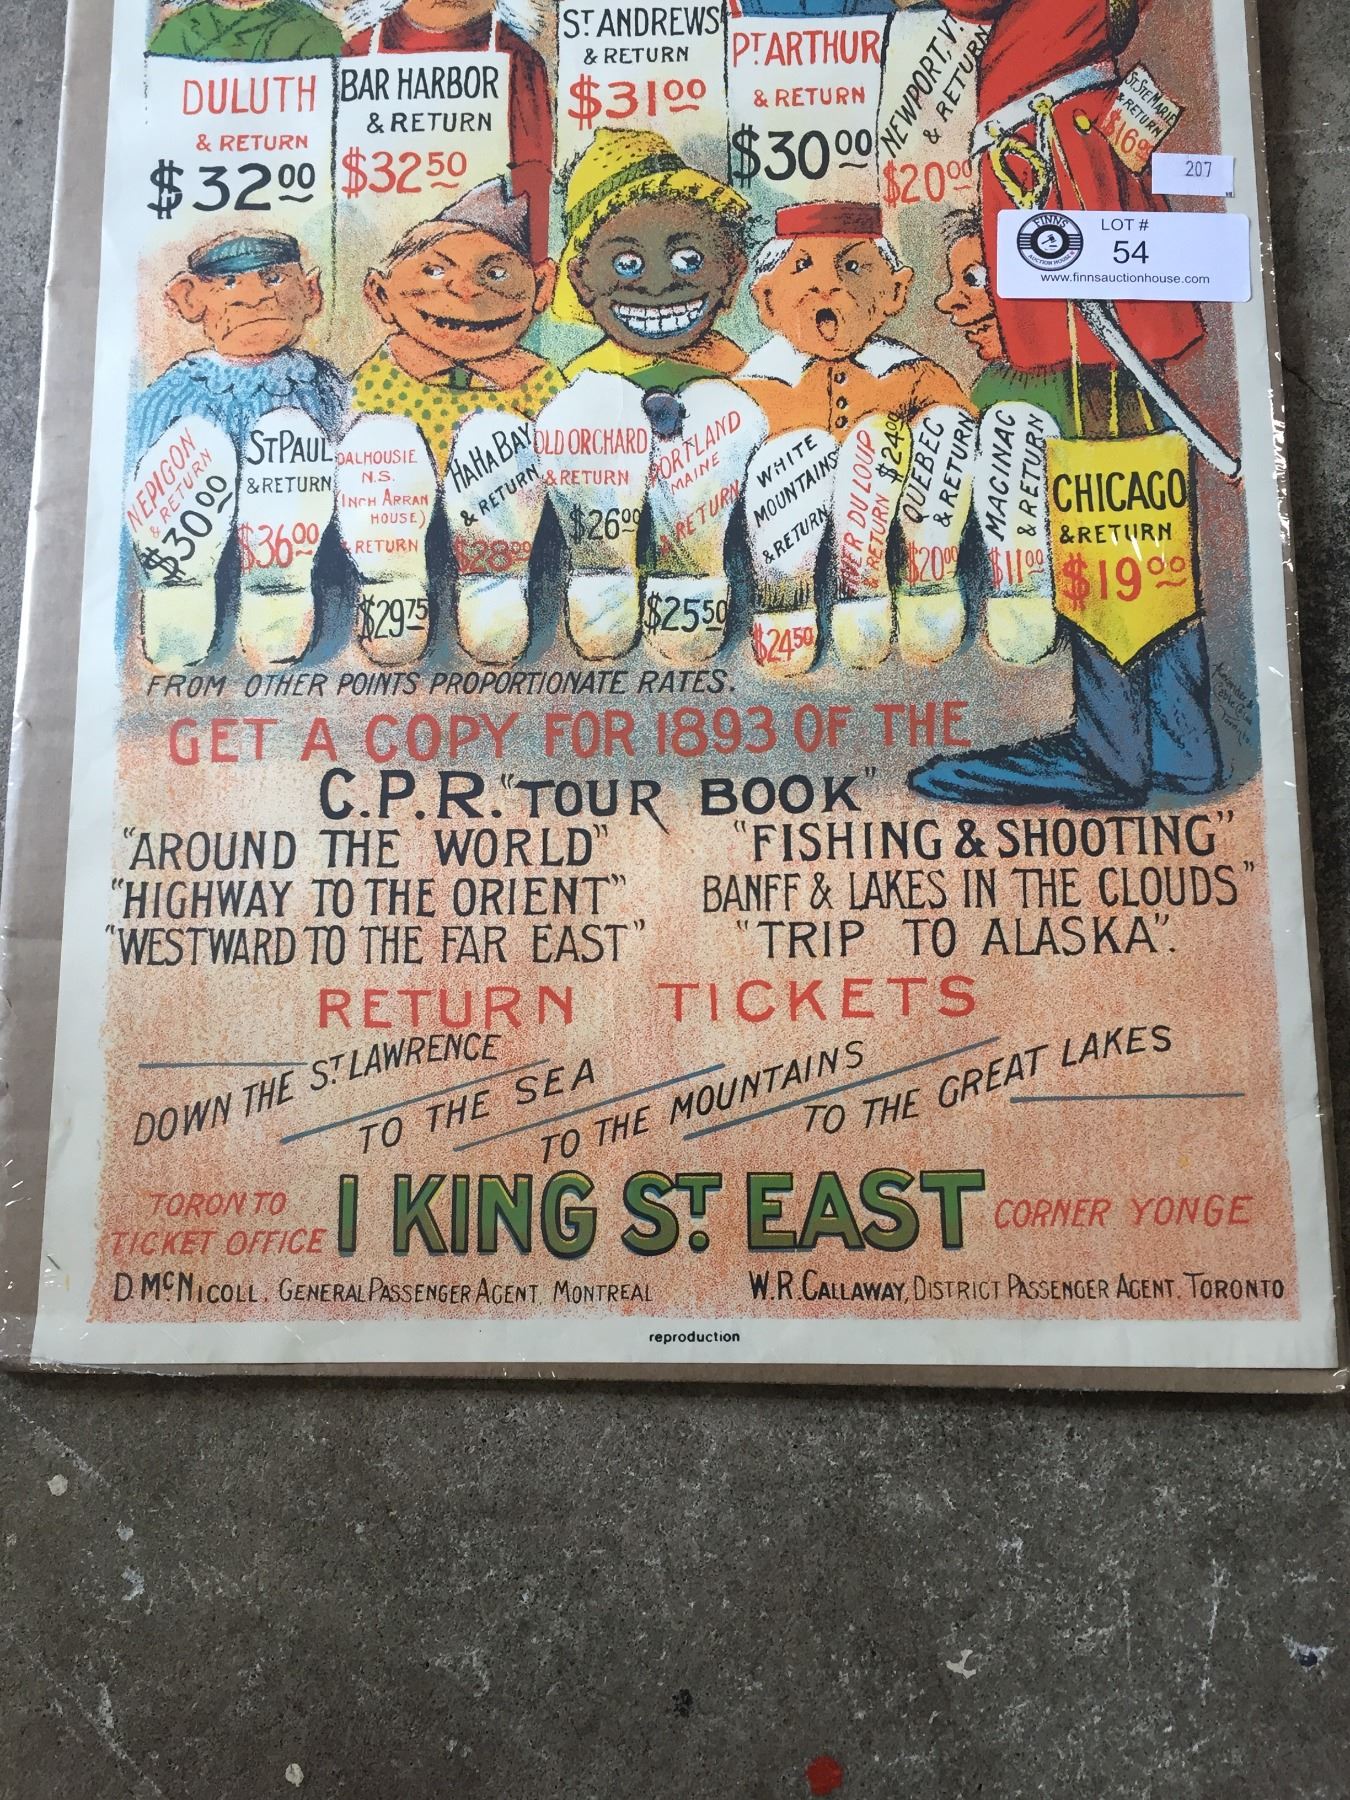 DULUTH
& RETURN
$32.00
BAR HARBOR
& RETURN
$32.50
ST ANDREWS
& RETURN
$31.00
PT. ARTHUR
& RETURN
$30.00
NEWPORT, VT.
& RETURN
$20.00
ST. STE MARIE
& RETURN
207
FINNS
AUCTION HOUSE
LOT #
54
www.finnsauctionhouse.com
NEPIGON
& RETURN
$30.00
ST PAUL
& RETURN
$36.00
DALHOUSIE
N.S.
INCH ARRAN
HOUSE)
RETURN
$29.75
HA HA BAY
& RETURN
$28.00
OLD ORCHARD
& RETURN
$26.00
PORTLAND
MAINE
& RETURN
$25.50
WHITE
MOUNTAINS
& RETURN
$24.50
RIVER DU LOUP
& RETURN $24.00
QUEBEC
& RETURN
$20.00
MACINAC
& RETURN
$11.00
CHICAGO
& RETURN
$19.00
FROM OTHER POINTS PROPORTIONATE RATES.
GET A COPY FOR 1893 OF THE
C.P.R. "TOUR BOOK"
"AROUND THE WORLD"
"HIGHWAY TO THE ORIENT"
"WESTWARD TO THE FAR EAST"
"FISHING & SHOOTING"
BANFF & LAKES IN THE CLOUDS"
"TRIP TO ALASKA".
RETURN TICKETS
DOWN THE ST. LAWRENCE
TO THE SEA
TO THE MOUNTAINS
TO THE GREAT LAKES
TORONTO
TICKET OFFICE
1 KING ST. EAST
CORNER YONGE
D. McNICOLL, GENERAL PASSENGER AGENT, MONTREAL
W.R. CALLAWAY, DISTRICT PASSENGER AGENT. TORONTO
reproduction